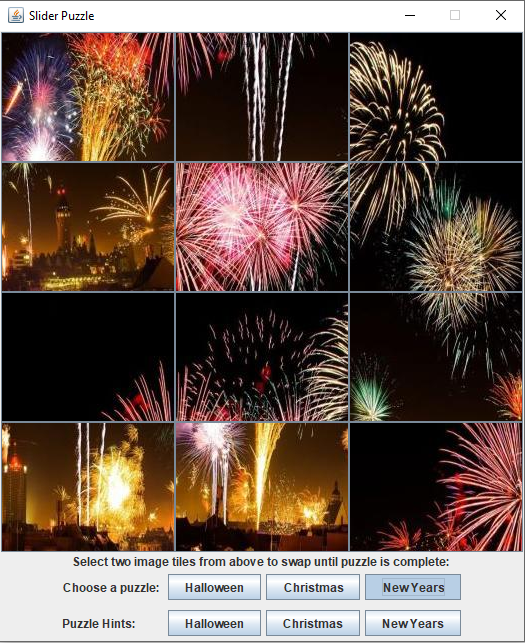 Slider Puzzle
Select two image tiles from above to swap until puzzle is complete:
Choose a puzzle: Halloween Christmas New Years
Puzzle Hints: Halloween Christmas New Years